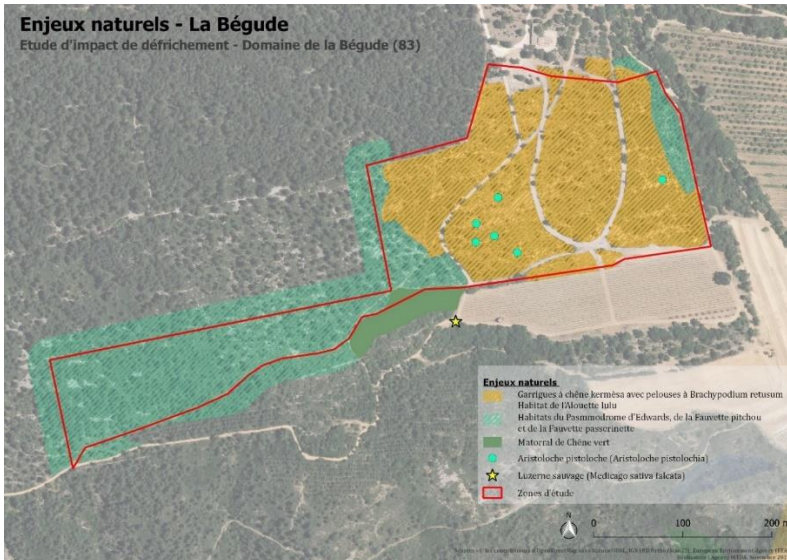 Enjeux naturels - La Bégude
Etude d'impact de défrichement - Domaine de la Bégude (83)
Enjeux naturels
Garrigues à chêne kermèsa avec pelouses à Brachypodium retusum
Habitat de l'Alouette lulu
Habitats du Psammodrome d'Edwards, de la Fauvette pitchou
et de la Fauvette passerinette
Matorral de Chêne vert
Aristoloche pistoloche (Aristoloche pistolochia)
Luzerne sauvage (Medicago sativa falcata)
Zones d'étude
N
0 100 200 m